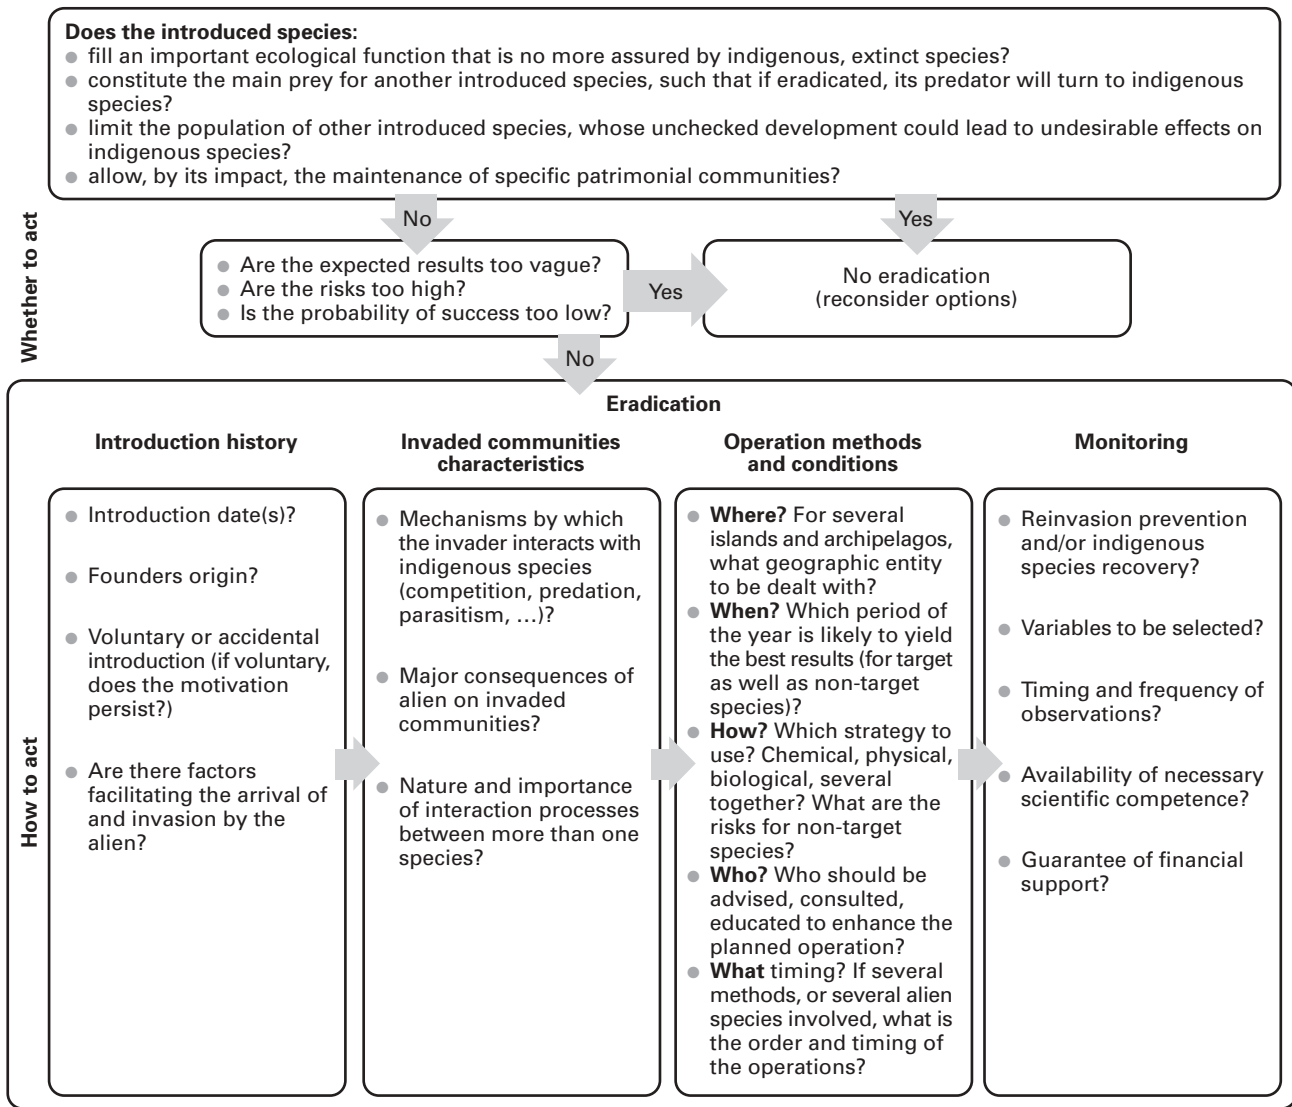 Does the introduced species:
● fill an important ecological function that is no more assured by indigenous, extinct species?
● constitute the main prey for another introduced species, such that if eradicated, its predator will turn to indigenous
species?
● limit the population of other introduced species, whose unchecked development could lead to undesirable effects on
indigenous species?
● allow, by its impact, the maintenance of specific patrimonial communities?
Whether to act
No
Yes
● Are the expected results too vague?
● Are the risks too high?
● Is the probability of success too low?
Yes
No eradication
(reconsider options)
No
How to act
Eradication
Introduction history
● Introduction date(s)?
● Founders origin?
● Voluntary or accidental
introduction (if voluntary,
does the motivation
persist?)
● Are there factors
facilitating the arrival of
and invasion by the
alien?
Invaded communities
characteristics
● Mechanisms by which
the invader interacts with
indigenous species
(competition, predation,
parasitism, …)?
● Major consequences of
alien on invaded
communities?
● Nature and importance
of interaction processes
between more than one
species?
Operation methods
and conditions
● Where? For several
islands and archipelagos,
what geographic entity
to be dealt with?
● When? Which period of
the year is likely to yield
the best results (for target
as well as non-target
species)?
● How? Which strategy to
use? Chemical, physical,
biological, several
together? What are the
risks for non-target
species?
● Who? Who should be
advised, consulted,
educated to enhance the
planned operation?
● What timing? If several
methods, or several alien
species involved, what is
the order and timing of
the operations?
Monitoring
● Reinvasion prevention
and/or indigenous
species recovery?
● Variables to be selected?
● Timing and frequency of
observations?
● Availability of necessary
scientific competence?
● Guarantee of financial
support?